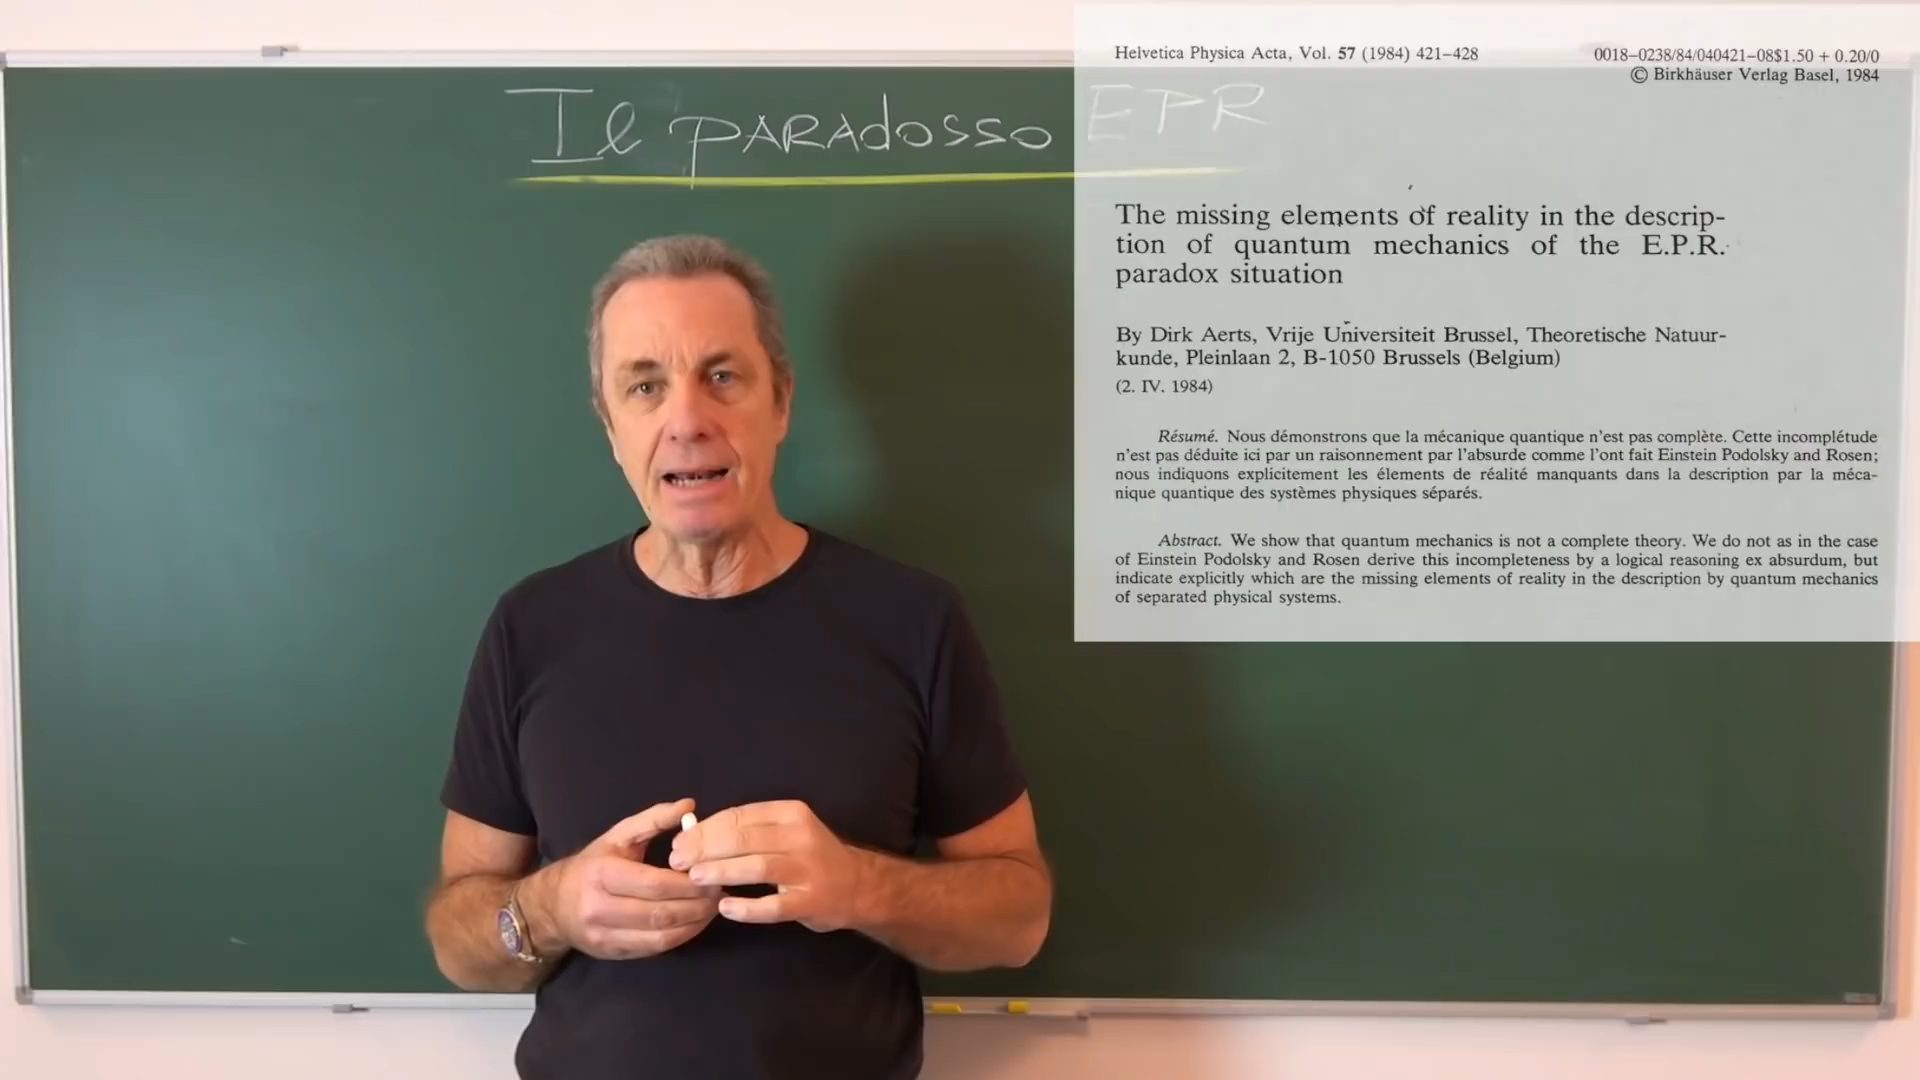 Il PARAdOSSO EPR
Helvetica Physica Acta, Vol. 57 (1984) 421–428
0018–0238/84/040421–08$1.50 + 0.20/0
© Birkhäuser Verlag Basel, 1984
The missing elements of reality in the descrip-
tion of quantum mechanics of the E.P.R.
paradox situation
By Dirk Aerts, Vrije Universiteit Brussel, Theoretische Natuur-
kunde, Pleinlaan 2, B-1050 Brussels (Belgium)
(2. IV. 1984)
Résumé. Nous démonstrons que la mécanique quantique n'est pas complète. Cette incomplétude
n'est pas déduite ici par un raisonnement par l'absurde comme l'ont fait Einstein Podolsky and Rosen;
nous indiquons explicitement les élements de réalité manquants dans la description par la méca-
nique quantique des systèmes physiques séparés.
Abstract. We show that quantum mechanics is not a complete theory. We do not as in the case
of Einstein Podolsky and Rosen derive this incompleteness by a logical reasoning ex absurdum, but
indicate explicitly which are the missing elements of reality in the description by quantum mechanics
of separated physical systems.